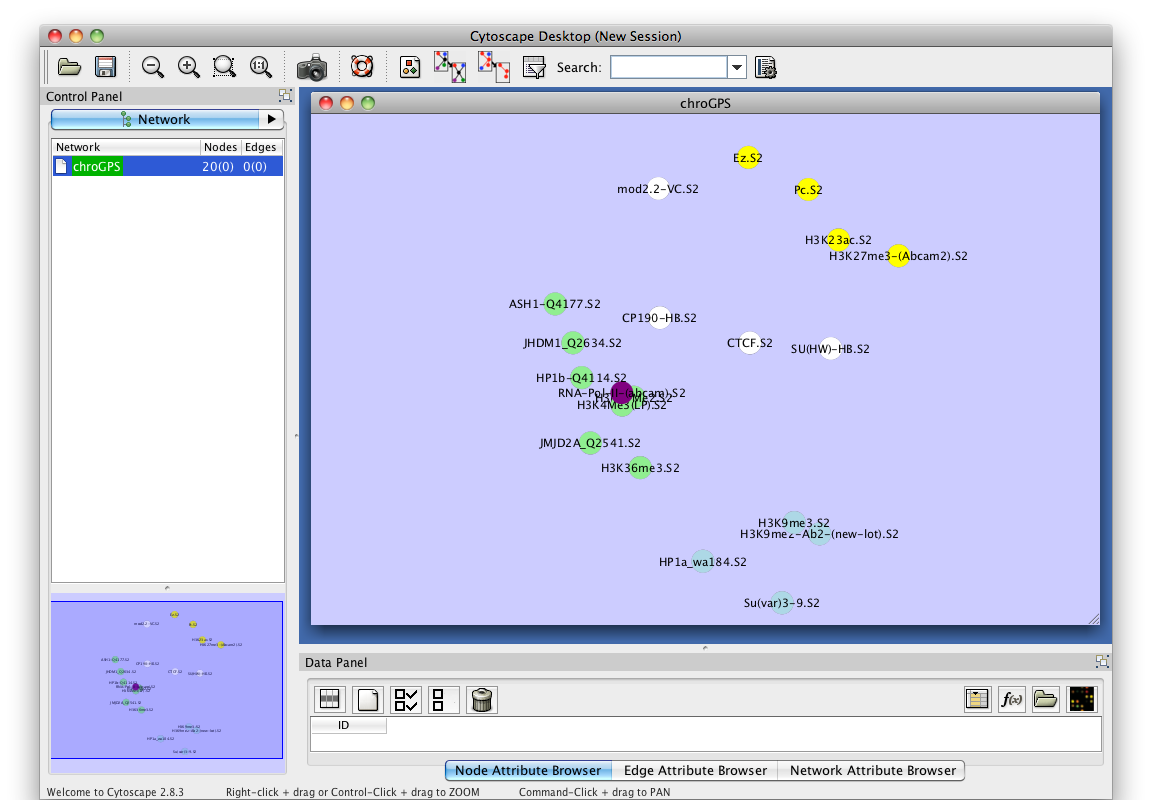 Cytoscape Desktop (New Session)
1:1
Search:
Control Panel
Network
Network Nodes Edges
chroGPS 20(0) 0(0)
chroGPS
Ez.S2
mod2.2-VC.S2
Pc.S2
H3K23ac.S2
H3K27me3-(Abcam2).S2
ASH1-Q4177.S2
CP190-HB.S2
JHDM1_Q2634.S2
CTCF.S2
SU(HW)-HB.S2
HP1b-Q4114.S2
RNA-Pol-II-(abcam).S2
H3K4Me3(LP).S2
JMJD2A_Q2541.S2
H3K36me3.S2
H3K9me3.S2
H3K9me2-Ab2-(new-lot).S2
HP1a_wa184.S2
Su(var)3-9.S2
Data Panel
f(x)
ID
Node Attribute Browser Edge Attribute Browser Network Attribute Browser
Welcome to Cytoscape 2.8.3 Right-click + drag or Control-Click + drag to ZOOM Command-Click + drag to PAN